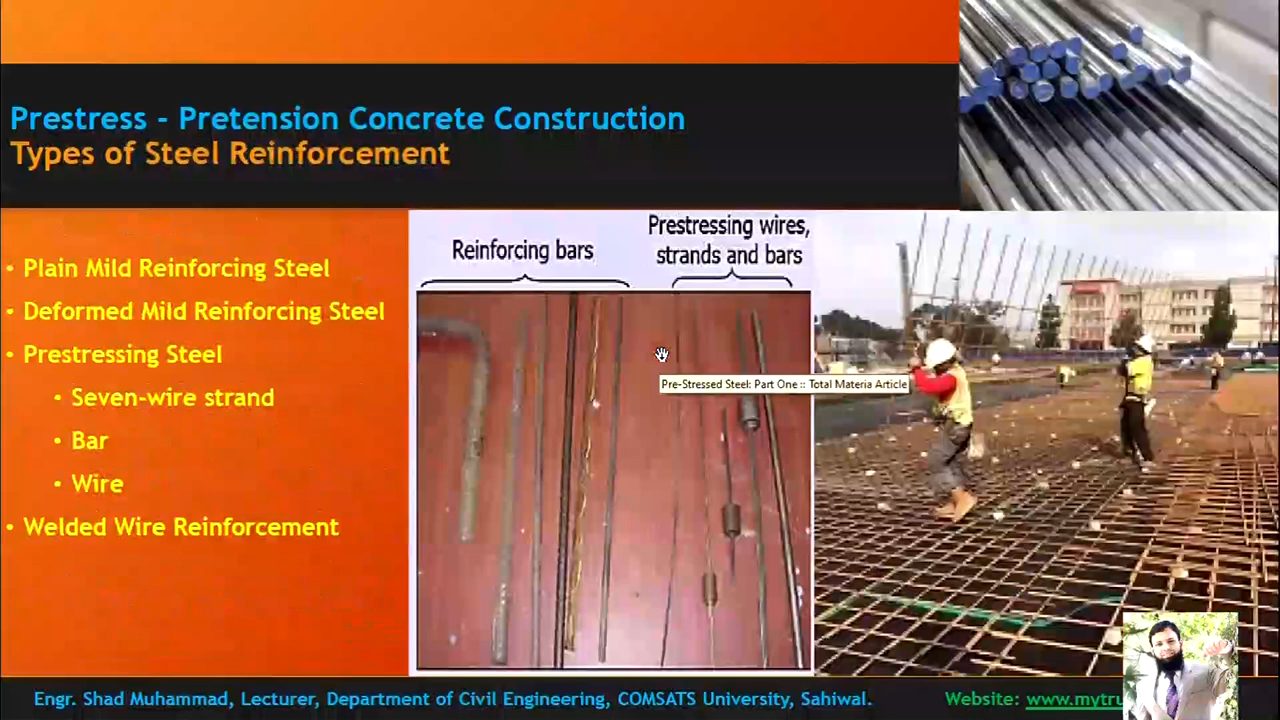 Prestress - Pretension Concrete Construction
Types of Steel Reinforcement
• Plain Mild Reinforcing Steel
• Deformed Mild Reinforcing Steel
• Prestressing Steel
• Seven-wire strand
• Bar
• Wire
• Welded Wire Reinforcement
Reinforcing bars
Prestressing wires,
strands and bars
Pre-Stressed Steel: Part One :: Total Materia Article
Engr. Shad Muhammad, Lecturer, Department of Civil Engineering, COMSATS University, Sahiwal.
Website: www.mytru